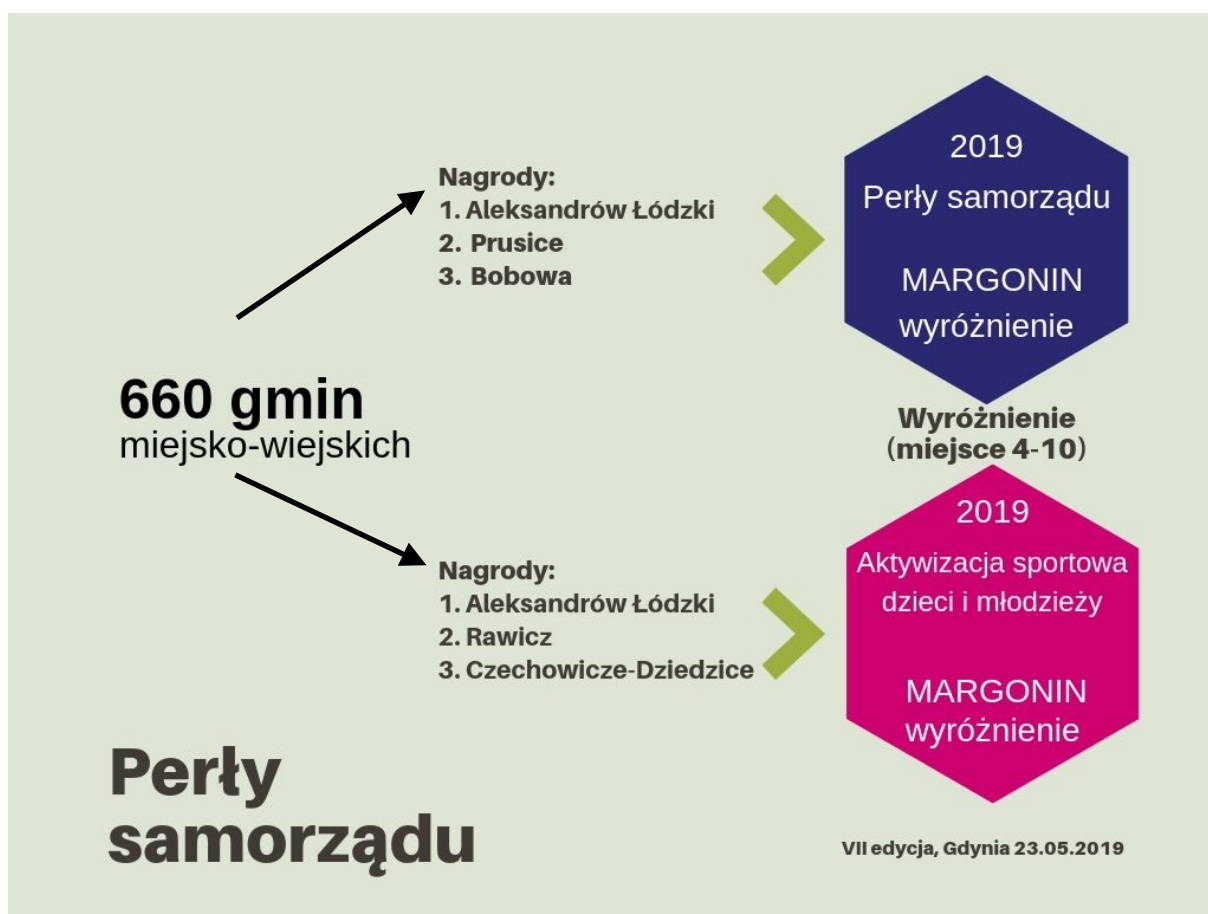 Nagrody:
1. Aleksandrów Łódzki
2. Prusice
3. Bobowa
2019
Perły samorządu
MARGONIN
wyróżnienie
660 gmin
miejsko-wiejskich
Wyróżnienie
(miejsce 4-10)
Nagrody:
1. Aleksandrów Łódzki
2. Rawicz
3. Czechowicze-Dziedzice
2019
Aktywizacja sportowa
dzieci i młodzieży
MARGONIN
wyróżnienie
Perły
samorządu
VII edycja, Gdynia 23.05.2019